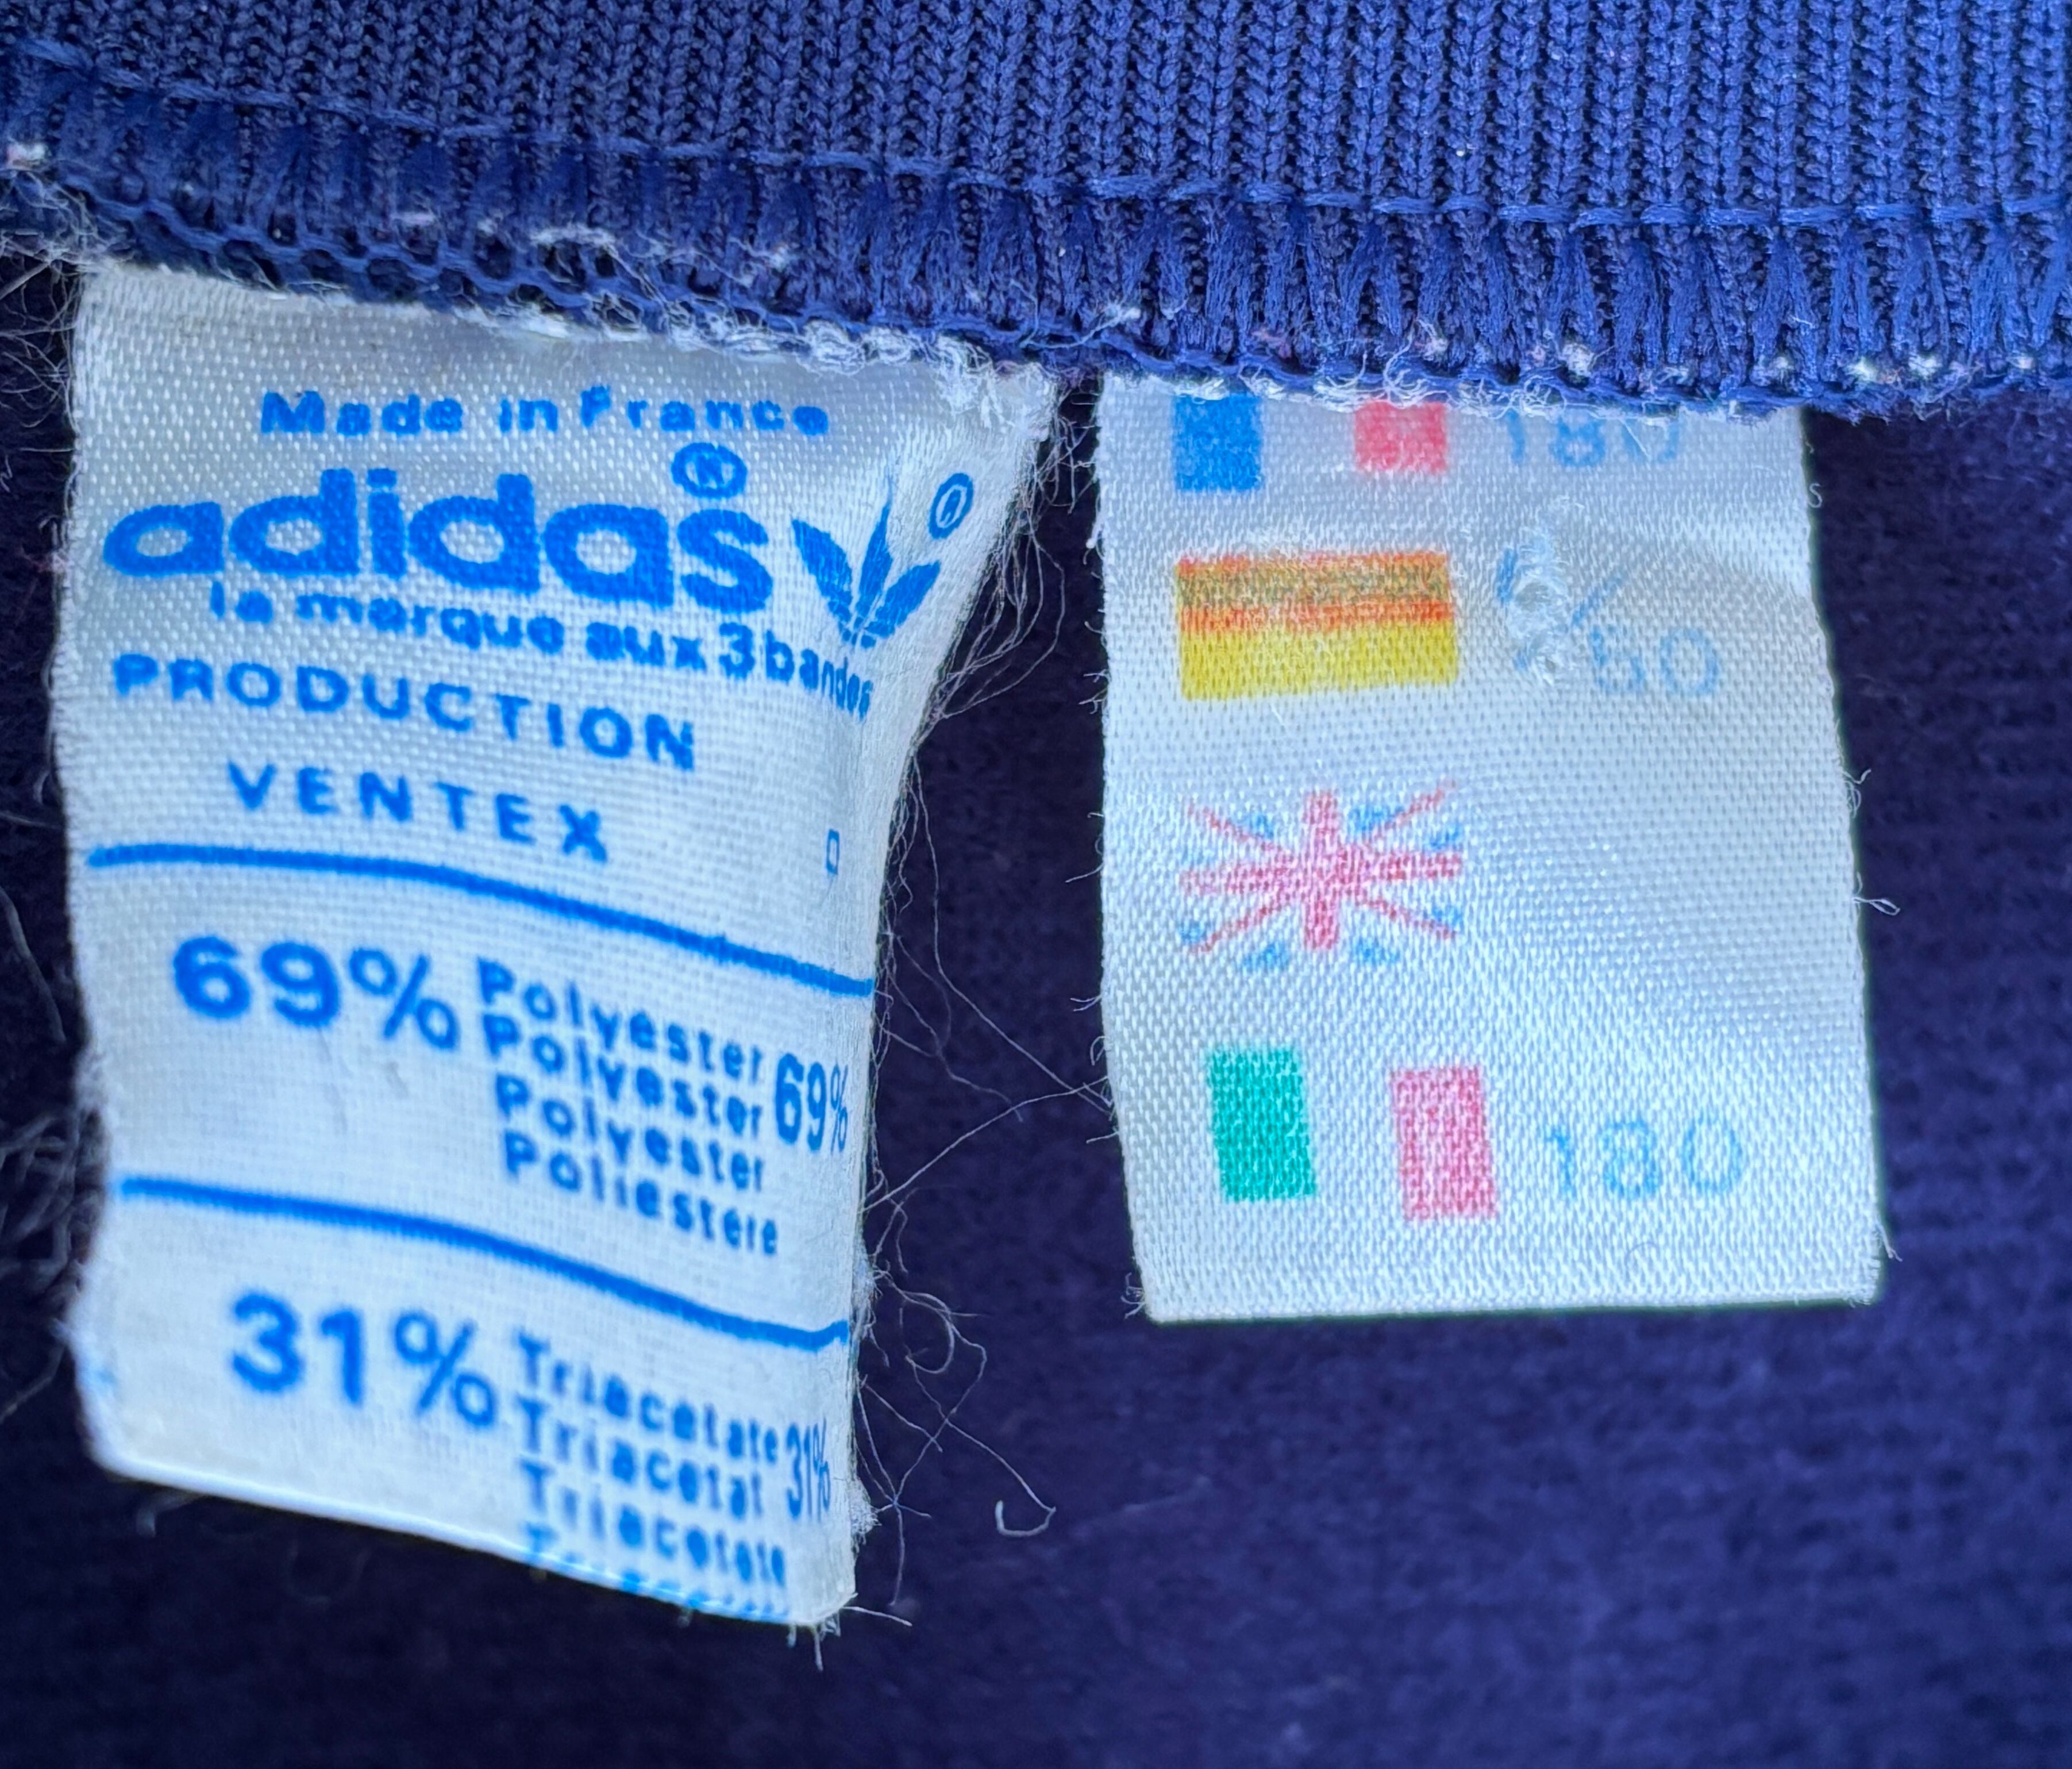 Made in France
adidas®
®
la marque aux 3 bandes
PRODUCTION
VENTEX
69% Polyester 69%
Polyester
Polyester
Poliestere
31% Triacetate 31%
Triacetat
Triacetate
180
50
180